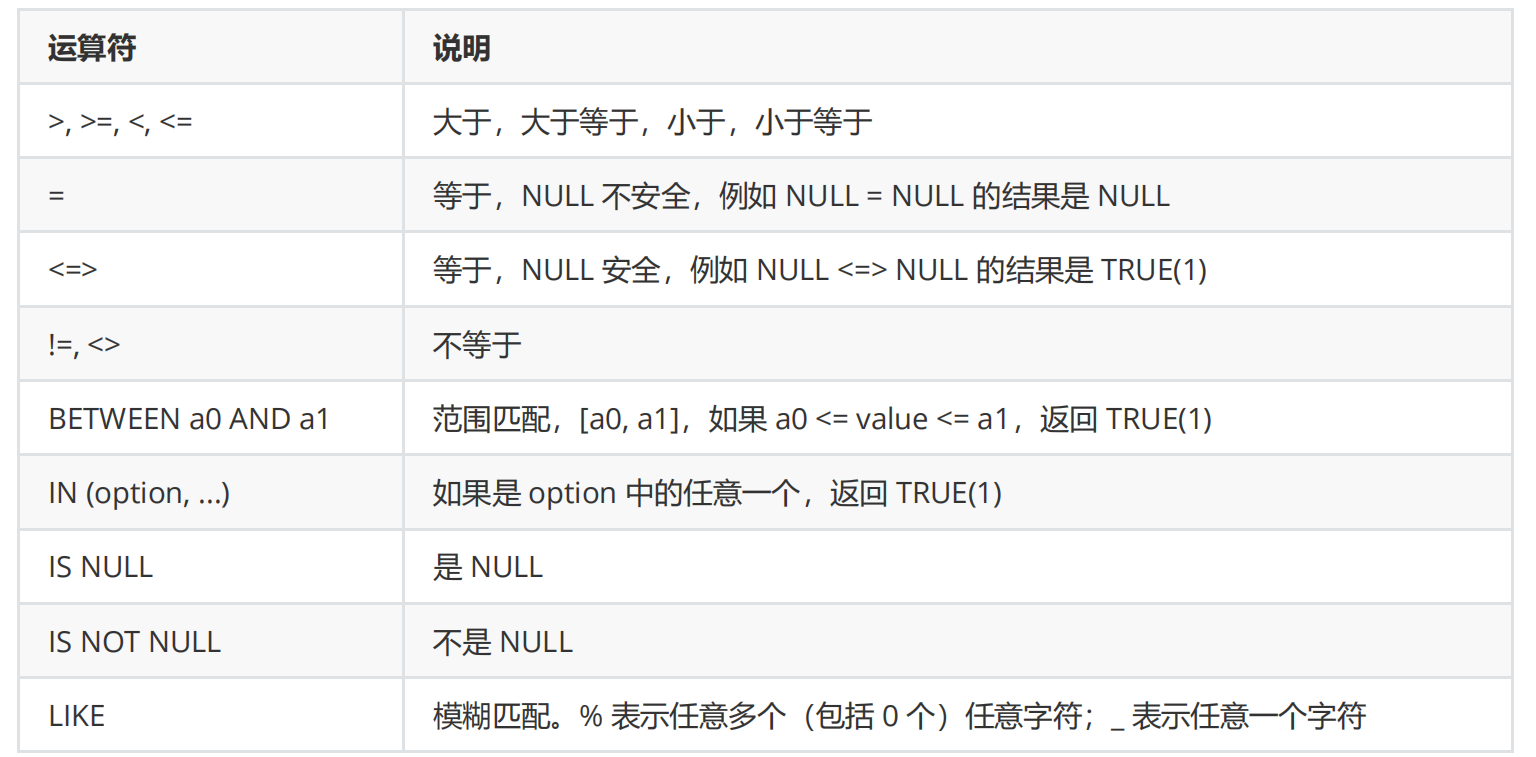 运算符 说明
>, >=, <, <= 大于，大于等于，小于，小于等于
= 等于，NULL 不安全，例如 NULL = NULL 的结果是 NULL
<=> 等于，NULL 安全，例如 NULL <=> NULL 的结果是 TRUE(1)
!=, <> 不等于
BETWEEN a0 AND a1 范围匹配，[a0, a1]，如果 a0 <= value <= a1，返回 TRUE(1)
IN (option, ...) 如果是 option 中的任意一个，返回 TRUE(1)
IS NULL 是 NULL
IS NOT NULL 不是 NULL
LIKE 模糊匹配。% 表示任意多个（包括 0 个）任意字符；_ 表示任意一个字符